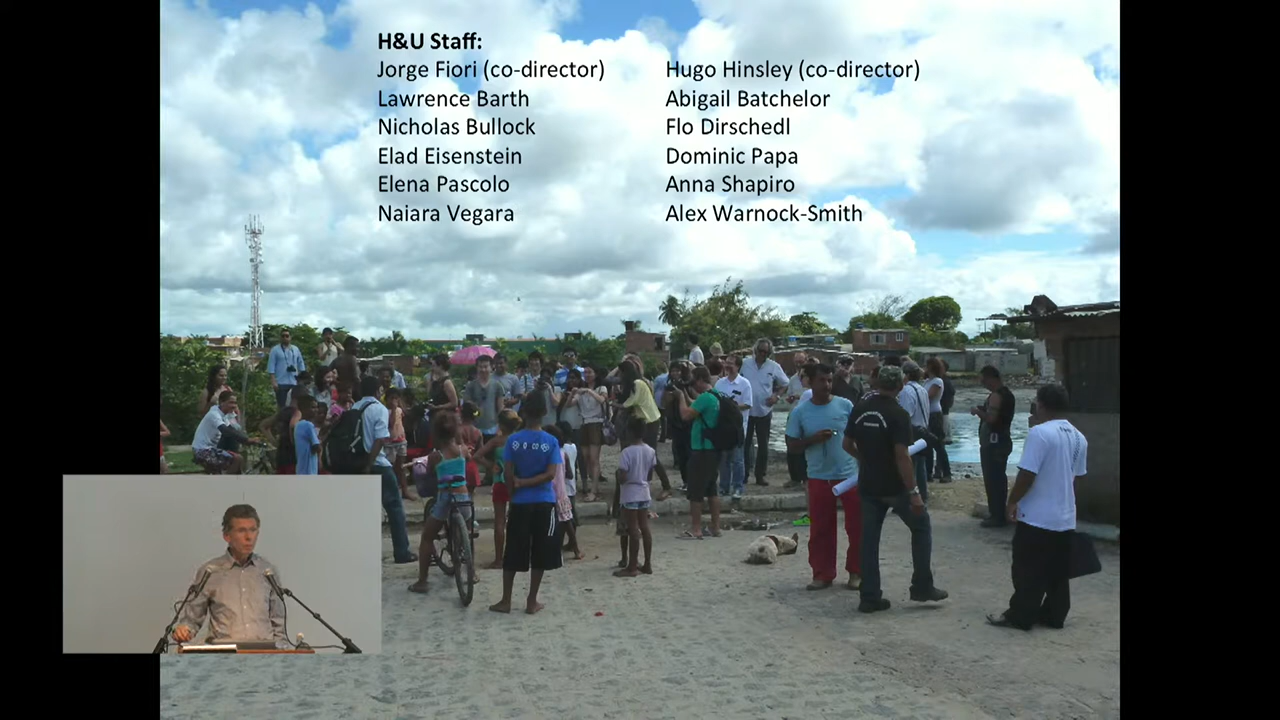 H&U Staff:
Jorge Fiori (co-director)
Lawrence Barth
Nicholas Bullock
Elad Eisenstein
Elena Pascolo
Naiara Vegara
Hugo Hinsley (co-director)
Abigail Batchelor
Flo Dirschedl
Dominic Papa
Anna Shapiro
Alex Warnock-Smith